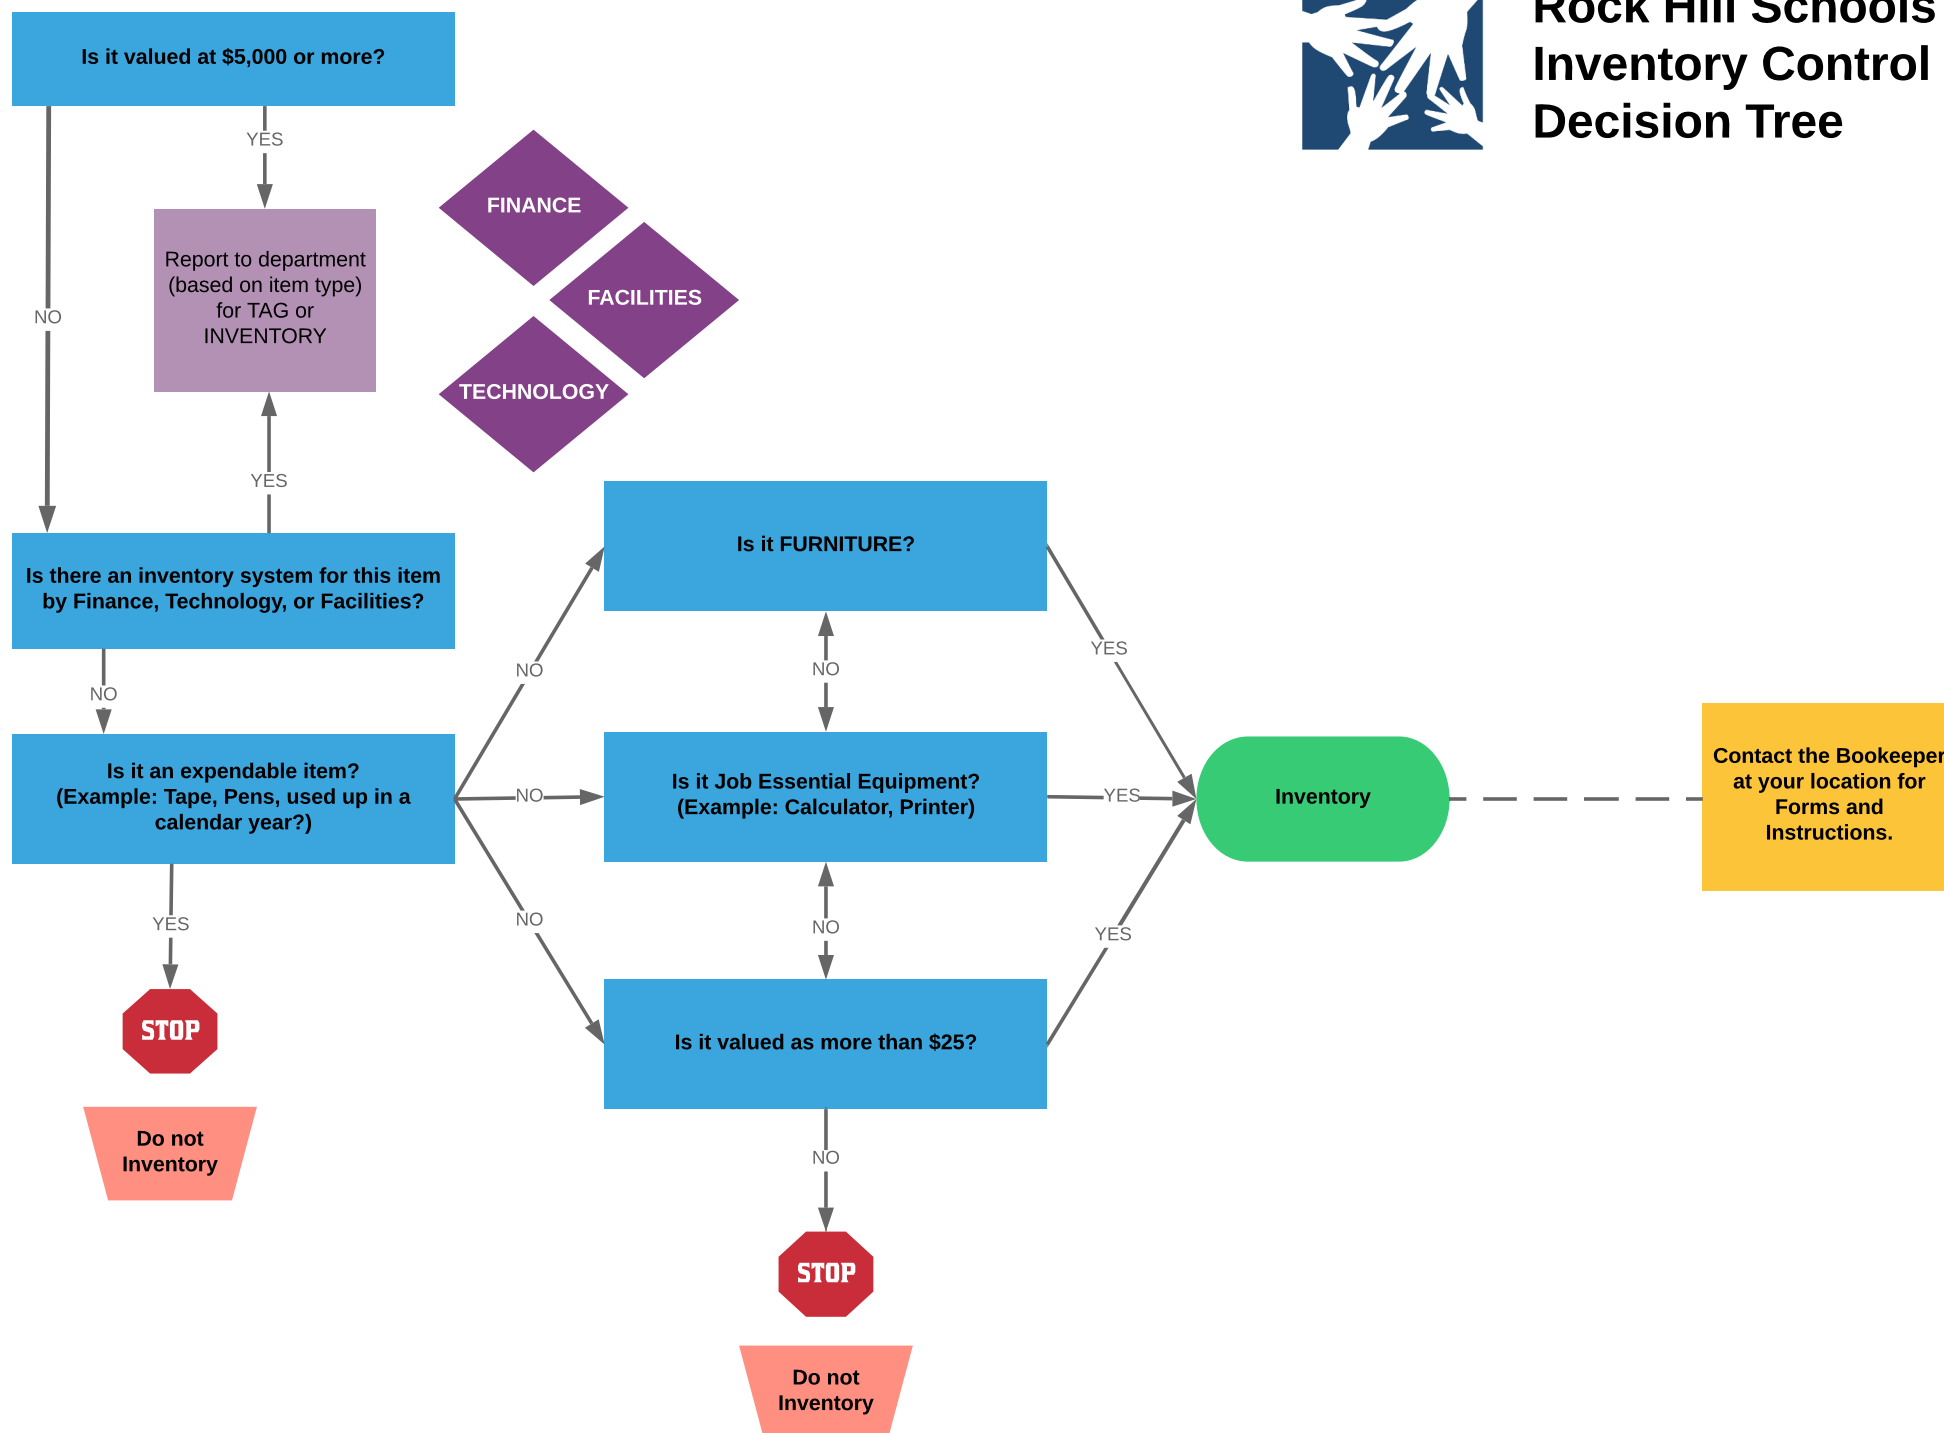 Rock Hill Schools
Inventory Control
Decision Tree
Is it valued at $5,000 or more?
YES
NO
Report to department
(based on item type)
for TAG or
INVENTORY
FINANCE
FACILITIES
TECHNOLOGY
YES
Is there an inventory system for this item
by Finance, Technology, or Facilities?
NO
Is it an expendable item?
(Example: Tape, Pens, used up in a
calendar year?)
YES
STOP
Do not
Inventory
NO
NO
NO
Is it FURNITURE?
NO
Is it Job Essential Equipment?
(Example: Calculator, Printer)
NO
Is it valued as more than $25?
NO
STOP
Do not
Inventory
YES
YES
YES
Inventory
Contact the Bookeeper
at your location for
Forms and
Instructions.